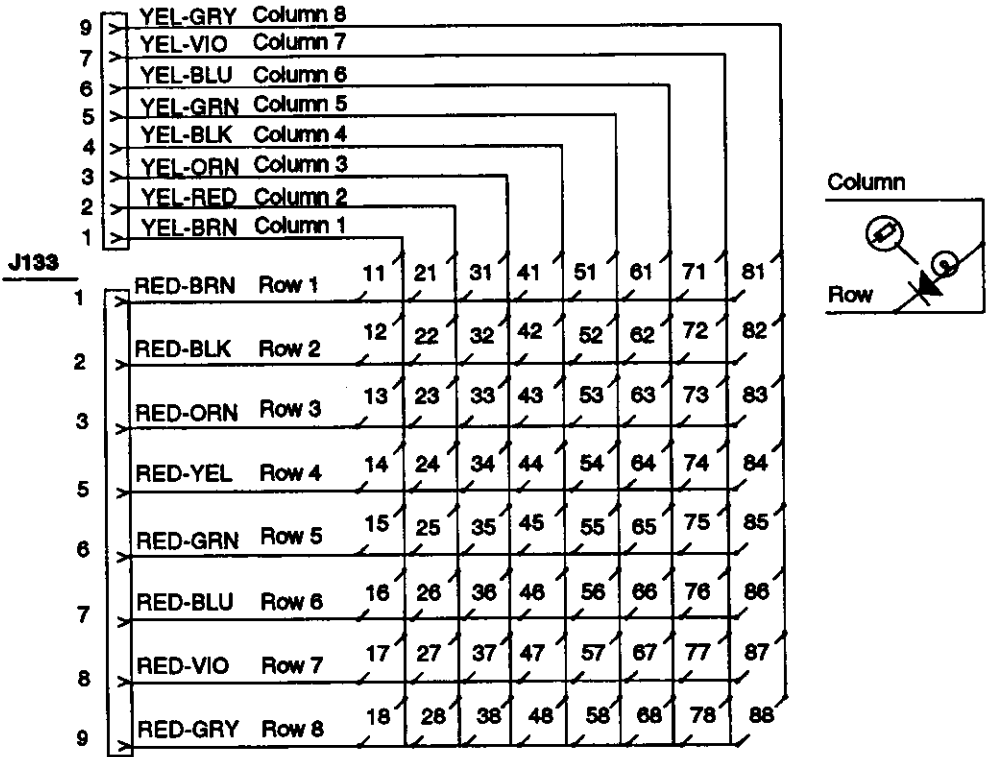 9 YEL-GRY Column 8
7 YEL-VIO Column 7
6 YEL-BLU Column 6
5 YEL-GRN Column 5
4 YEL-BLK Column 4
3 YEL-ORN Column 3
2 YEL-RED Column 2
1 YEL-BRN Column 1
J133
1 RED-BRN Row 1 11 21 31 41 51 61 71 81
2 RED-BLK Row 2 12 22 32 42 52 62 72 82
3 RED-ORN Row 3 13 23 33 43 53 63 73 83
5 RED-YEL Row 4 14 24 34 44 54 64 74 84
6 RED-GRN Row 5 15 25 35 45 55 65 75 85
7 RED-BLU Row 6 16 26 36 46 56 66 76 86
8 RED-VIO Row 7 17 27 37 47 57 67 77 87
9 RED-GRY Row 8 18 28 38 48 58 68 78 88
Column
Row